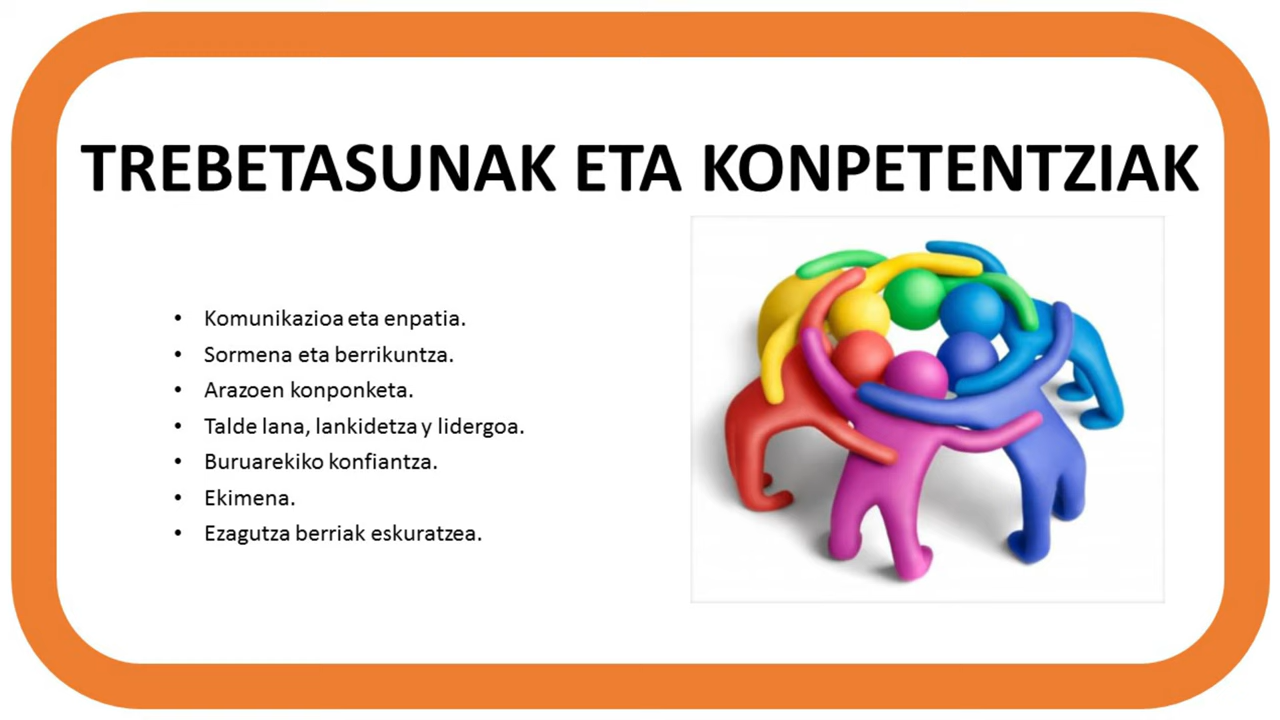 TREBETASUNAK ETA KONPETENTZIAK
• Komunikazioa eta enpatia.
• Sormena eta berrikuntza.
• Arazoen konponketa.
• Talde lana, lankidetza y lidergoa.
• Buruarekiko konfiantza.
• Ekimena.
• Ezagutza berriak eskuratzea.